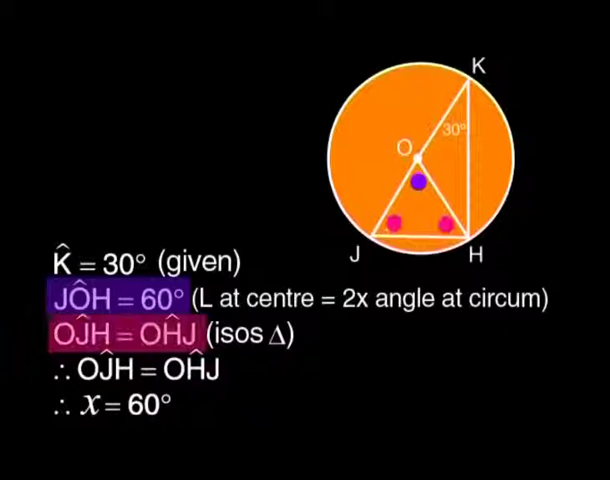 K
30°
O
J
H
K̂ = 30° (given)
JÔH = 60° (L at centre = 2x angle at circum)
OĴH = OĤJ (isos Δ)
∴ OĴH = OĤJ
∴ x = 60°